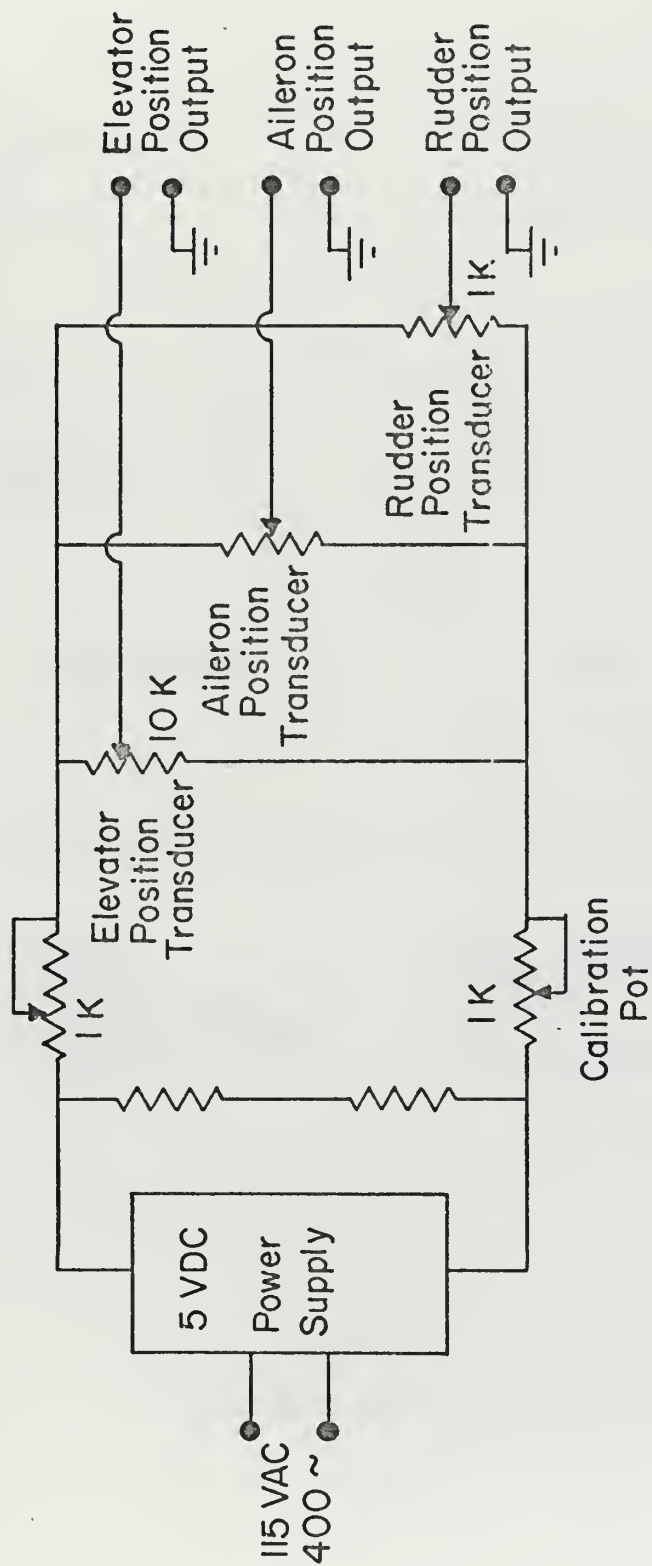 115 VAC
400 ~
5 VDC
Power
Supply
1K
1K
Calibration
Pot
Elevator
Position
Transducer
10 K
Aileron
Position
Transducer
Rudder
Position
Transducer
1K
Elevator
Position
Output
Aileron
Position
Output
Rudder
Position
Output